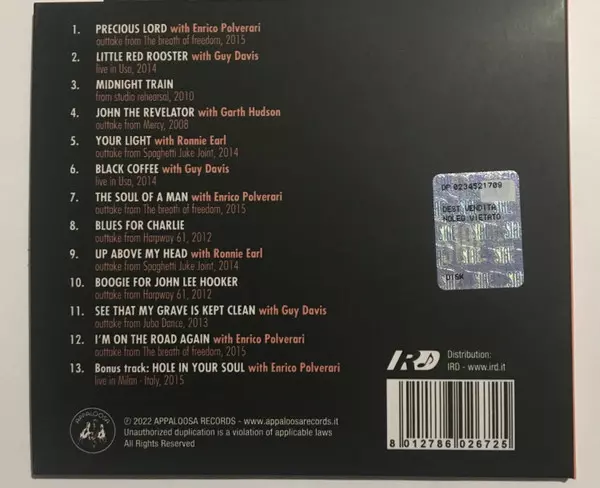 1. PRECIOUS LORD with Enrico Polverari
outtake from The breath of freedom, 2015
2. LITTLE RED ROOSTER with Guy Davis
live in Usa, 2014
3. MIDNIGHT TRAIN
from studio rehearsal, 2010
4. JOHN THE REVELATOR with Garth Hudson
outtake from Mercy, 2008
5. YOUR LIGHT with Ronnie Earl
outtake from Spaghetti Juke Joint, 2014
6. BLACK COFFEE with Guy Davis
live in Usa, 2014
7. THE SOUL OF A MAN with Enrico Polverari
outtake from The breath of freedom, 2015
8. BLUES FOR CHARLIE
outtake from Harpway 61, 2012
9. UP ABOVE MY HEAD with Ronnie Earl
outtake from Spaghetti Juke Joint, 2014
10. BOOGIE FOR JOHN LEE HOOKER
outtake from Harpway 61, 2012
11. SEE THAT MY GRAVE IS KEPT CLEAN with Guy Davis
outtake from Juba Dance, 2013
12. I'M ON THE ROAD AGAIN with Enrico Polverari
outtake from The breath of freedom, 2015
13. Bonus track: HOLE IN YOUR SOUL with Enrico Polverari
live in Milan - Italy, 2015
DP 0234521709
DEST VENDITA
NOLEG VIETATO
DISK
IRD
Distribution:
IRD - www.ird.it
APPALOOSA
℗ 2022 APPALOOSA RECORDS - www.appaloosarecords.it
Unauthorized duplication is a violation of applicable laws
All Rights Reserved
8 012786 026725